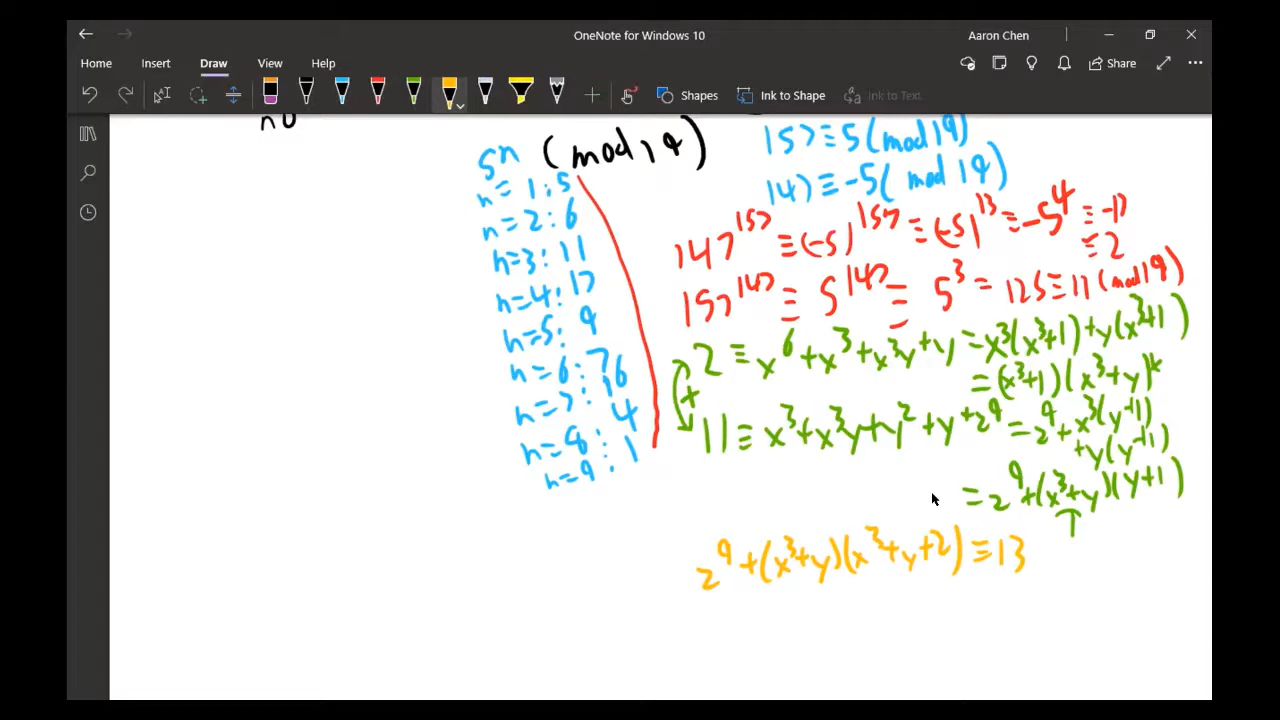 OneNote for Windows 10
Aaron Chen
Home Insert Draw View Help
Share
Shapes Ink to Shape Ink to Text
5^n (mod 19)
n=1:5
n=2:6
n=3:11
n=4:17
n=5:9
n=6:7
n=7:16
n=8:4
n=9:1
157≡5(mod 19)
147≡-5(mod 19)
147^157≡(-5)^157≡(-5)^13≡-5^4≡-17
≡2
157^147≡5^147≡5^3=125≡11(mod 19)
2≡x^6+x^3+x^3y+y=x^3(x^3+1)+y(x^3+1)
=(x^3+1)(x^3+y)*
+
11≡x^3+x^3y+y^2+y+2^9=2^9+x^3(y+1)
+y(y+1)
=2^9+(x^3+y)(y+1)
↑
2^9+(x^3+y)(x^3+y+2)≡13